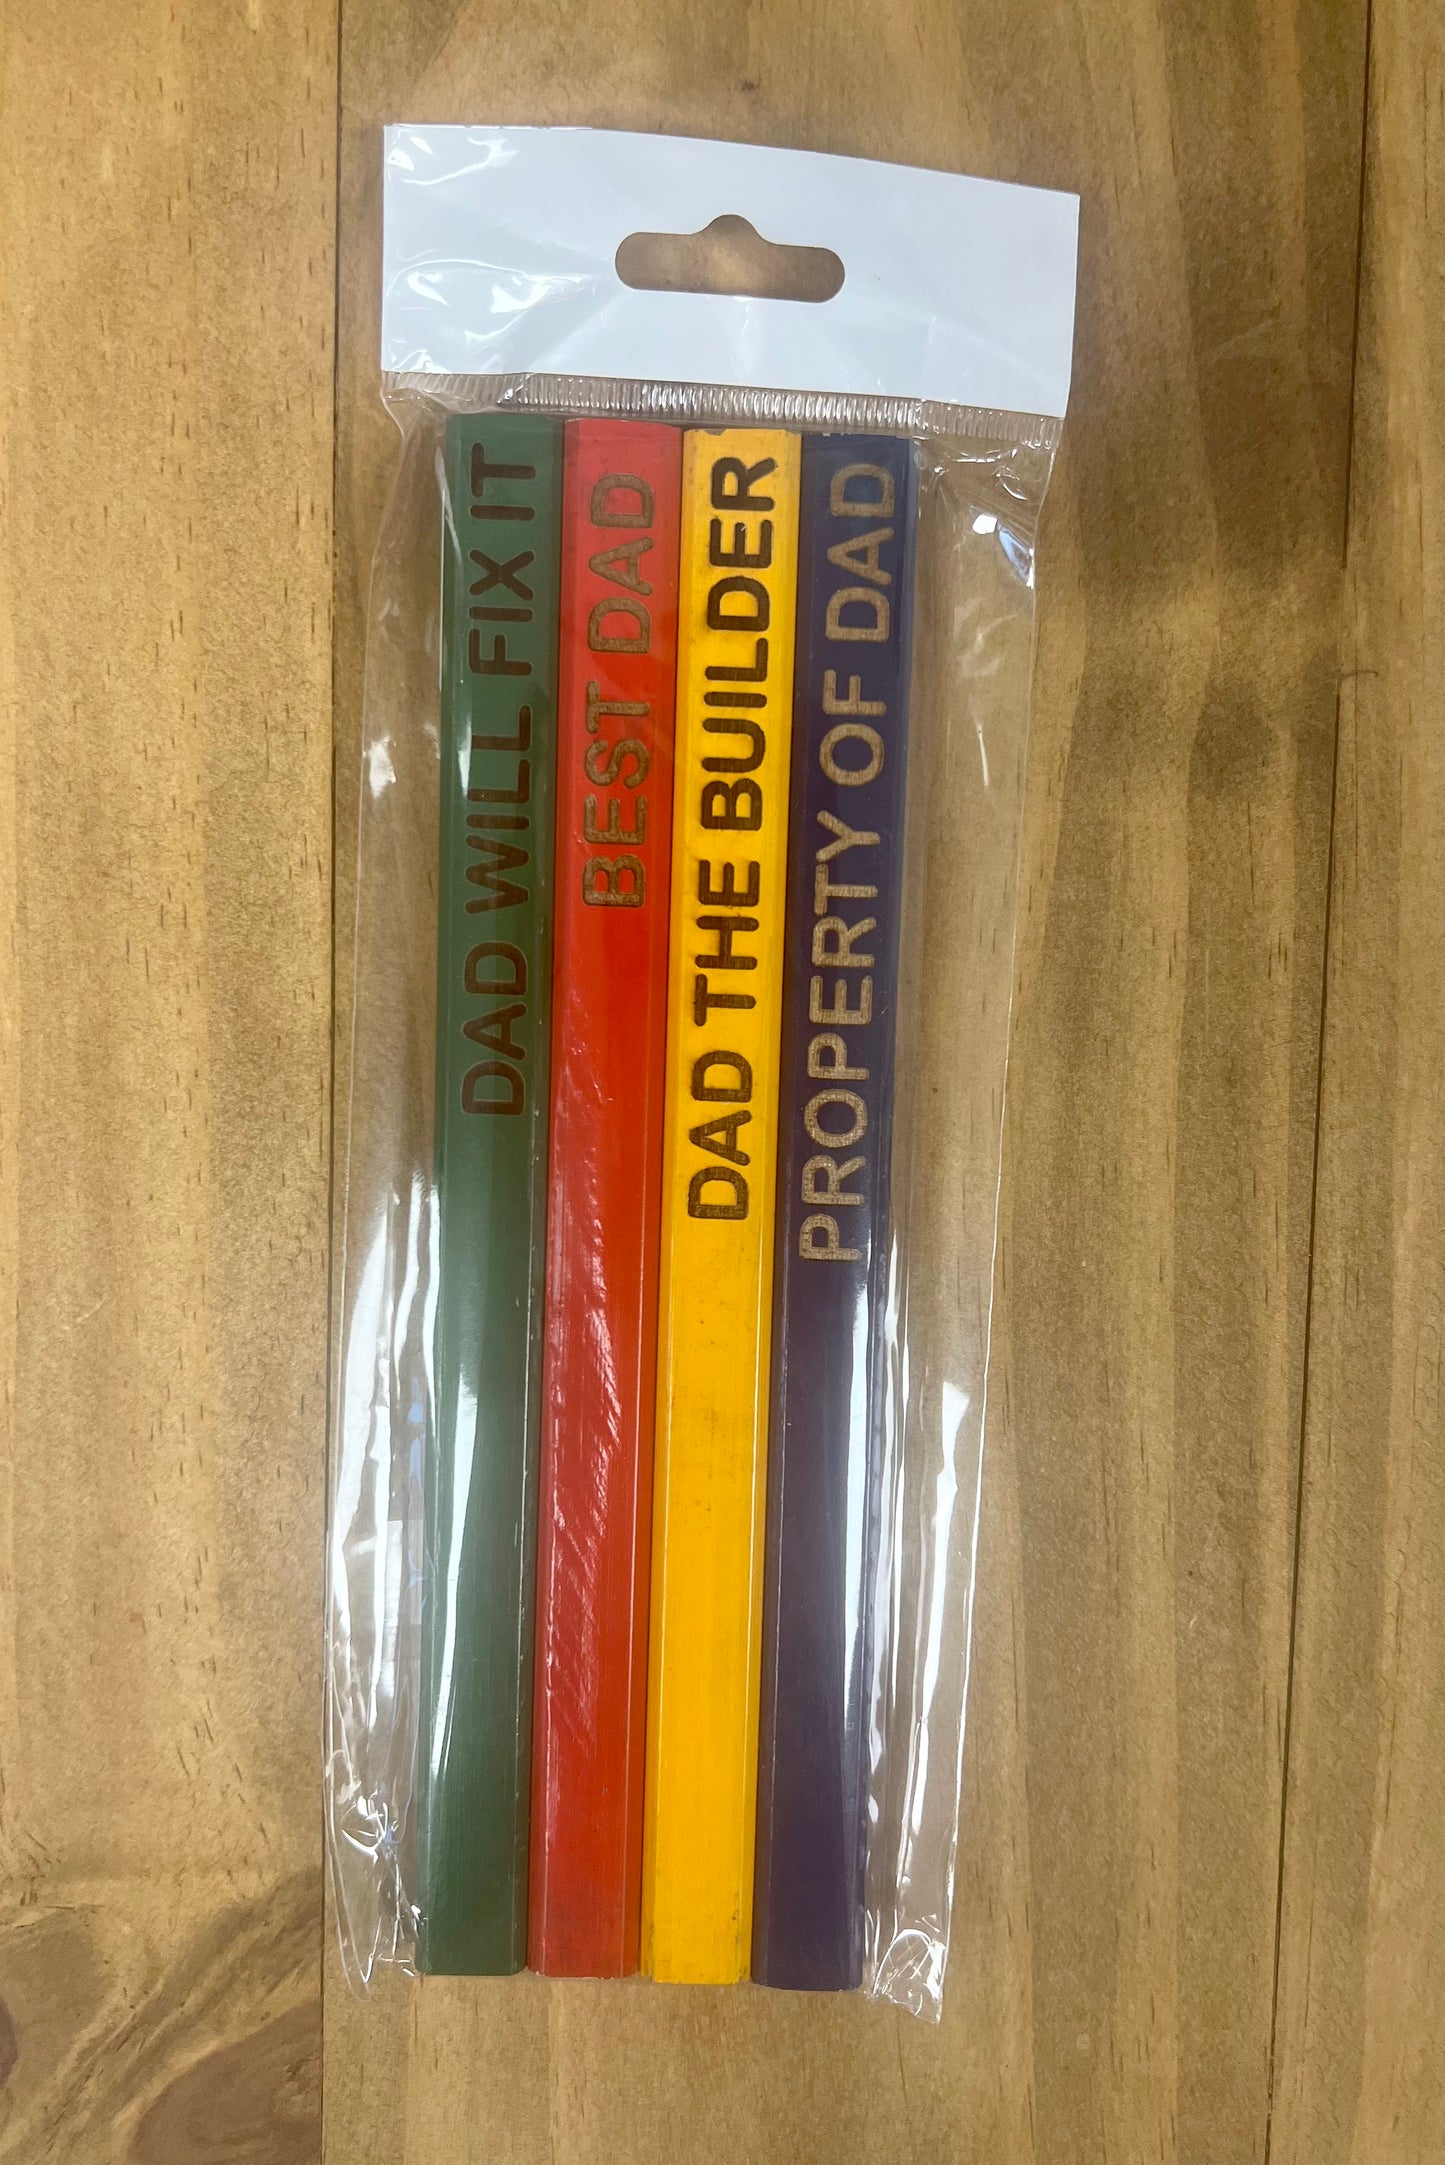 DAD WILL FIX IT
BEST DAD
DAD THE BUILDER
PROPERTY OF DAD